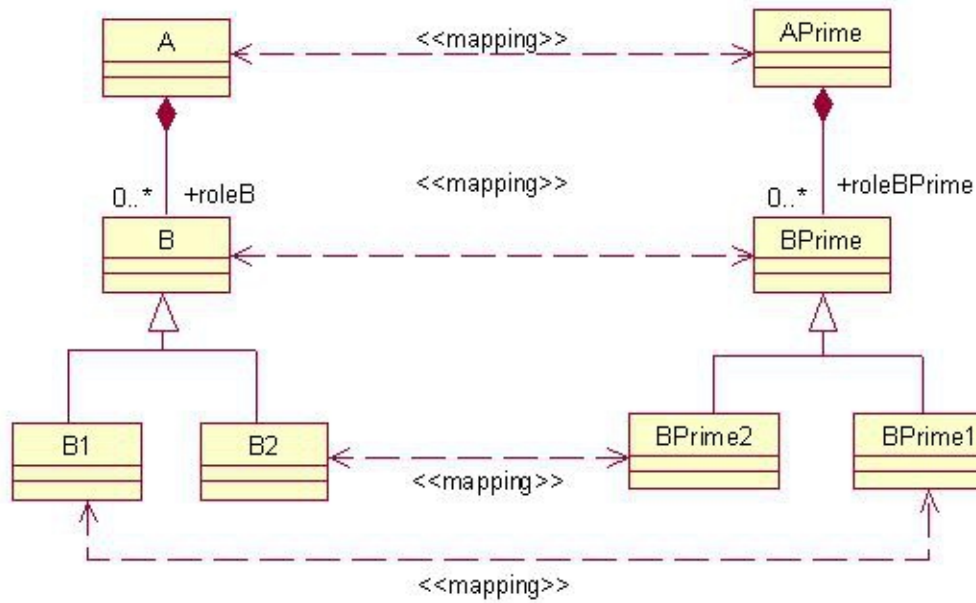 A
<<mapping>>
APrime
0..*
+roleB
<<mapping>>
0..*
+roleBPrime
B
BPrime
B1
B2
<<mapping>>
BPrime2
BPrime1
<<mapping>>